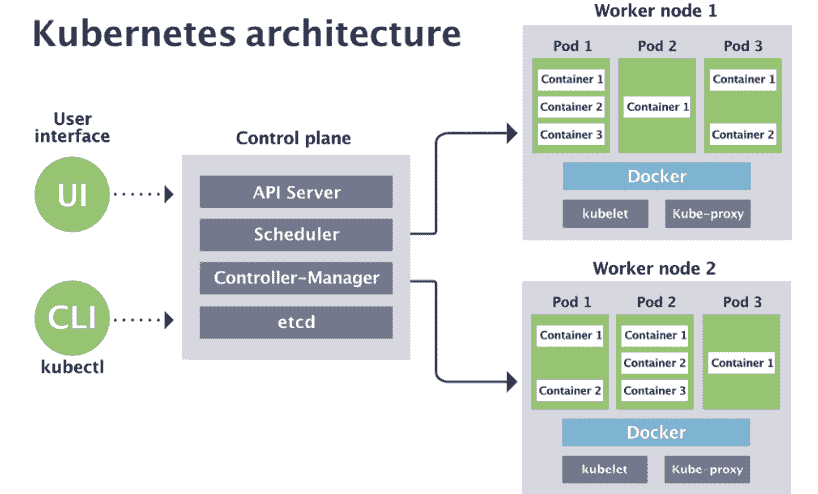 Kubernetes architecture
User
interface
UI
CLI
kubectl
Control plane
API Server
Scheduler
Controller-Manager
etcd
Worker node 1
Pod 1
Pod 2
Pod 3
Container 1
Container 2
Container 3
Container 1
Container 1
Container 2
Docker
kubelet
Kube-proxy
Worker node 2
Pod 1
Pod 2
Pod 3
Container 1
Container 2
Container 1
Container 2
Container 3
Container 1
Docker
kubelet
Kube-proxy